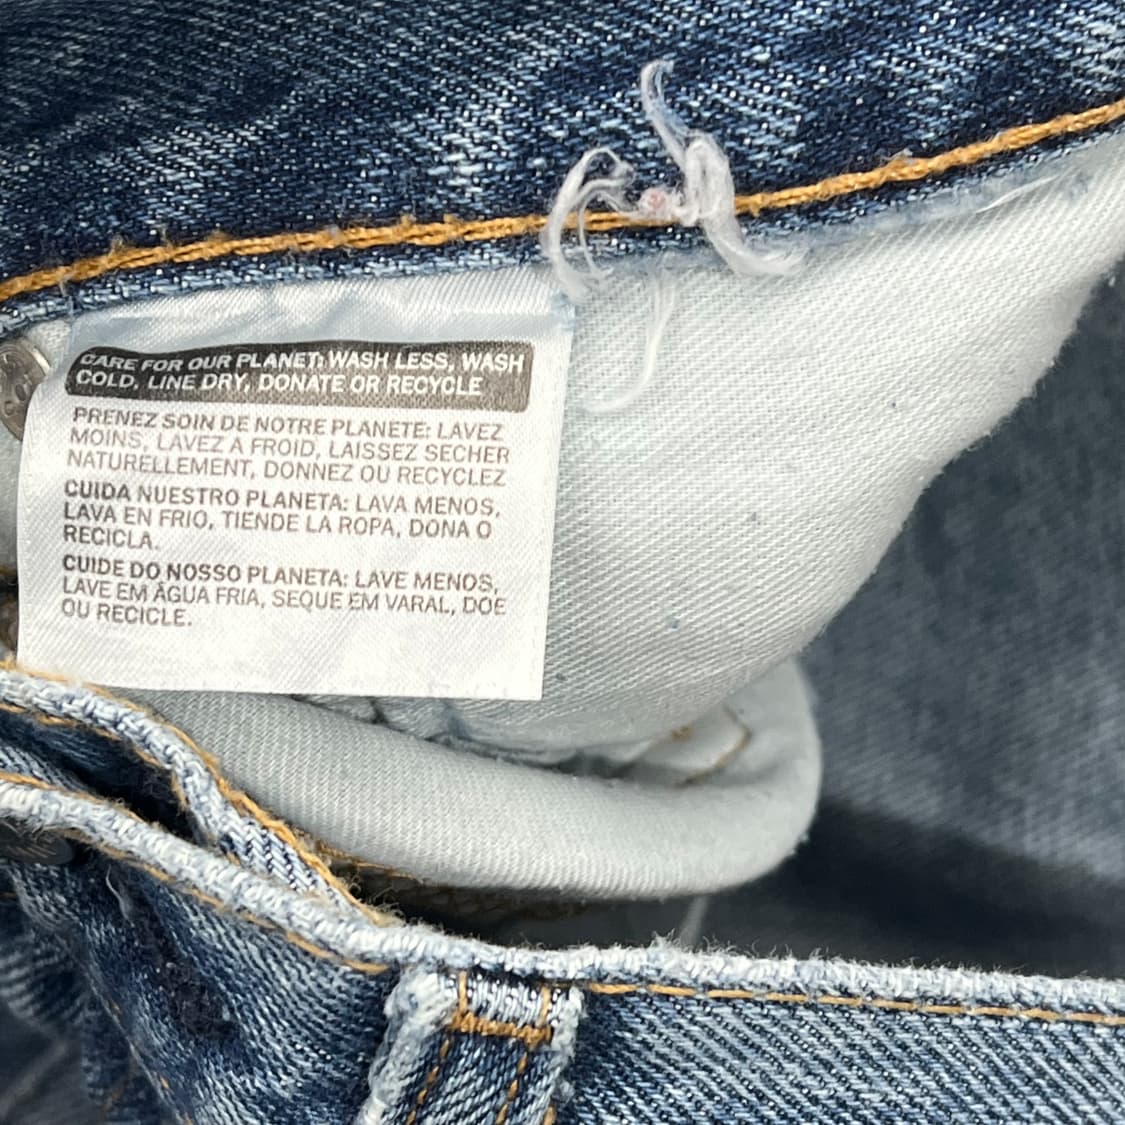 CARE FOR OUR PLANET: WASH LESS, WASH
COLD, LINE DRY, DONATE OR RECYCLE
PRENEZ SOIN DE NOTRE PLANETE: LAVEZ
MOINS, LAVEZ A FROID, LAISSEZ SECHER
NATURELLEMENT, DONNEZ OU RECYCLEZ
CUIDA NUESTRO PLANETA: LAVA MENOS,
LAVA EN FRIO, TIENDE LA ROPA, DONA O
RECICLA.
CUIDE DO NOSSO PLANETA: LAVE MENOS,
LAVE EM ÁGUA FRIA, SEQUE EM VARAL, DOE
OU RECICLE.